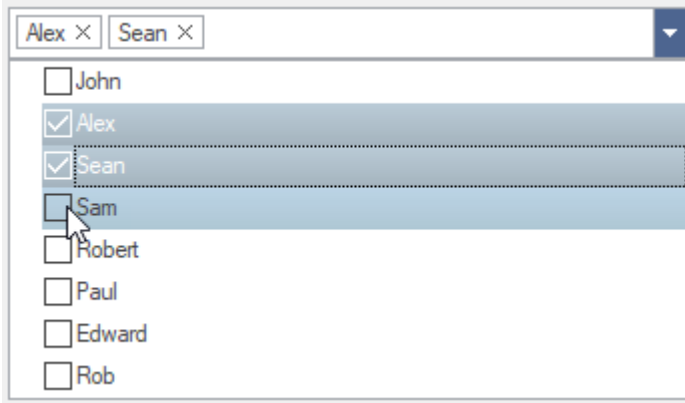 Alex Sean
John
Alex
Sean
Sam
Robert
Paul
Edward
Rob